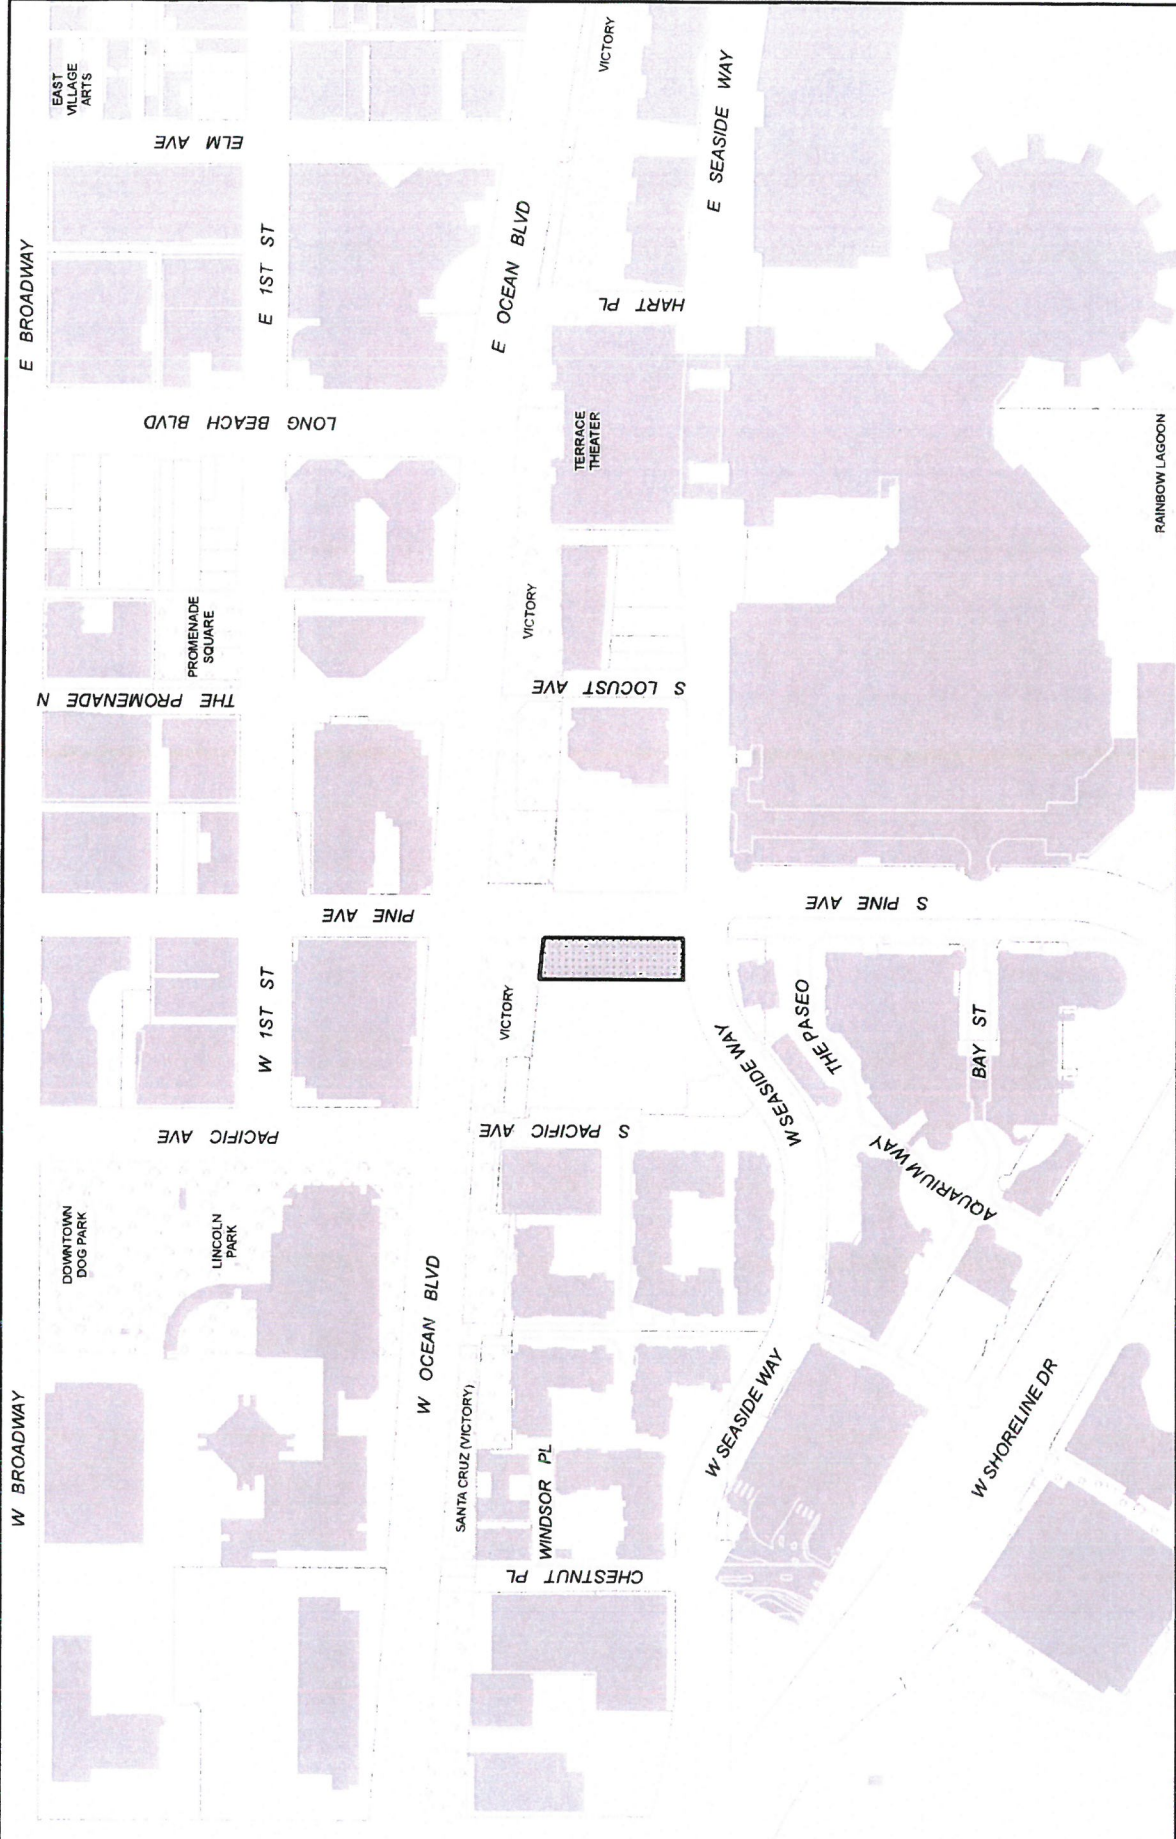 W BROADWAY
E BROADWAY
DOWNTOWN
DOG PARK
LINCOLN
PARK
PACIFIC AVE
W 1ST ST
PINE AVE
THE PROMENADE N
PROMENADE
SQUARE
LONG BEACH BLVD
E 1ST ST
ELM AVE
EAST
VILLAGE
ARTS
W OCEAN BLVD
E OCEAN BLVD
SANTA CRUZ (VICTORY)
VICTORY
VICTORY
VICTORY
CHESTNUT PL
WINDSOR PL
S PACIFIC AVE
S LOCUST AVE
TERRACE
THEATER
HART PL
E SEASIDE WAY
W SEASIDE WAY
W SEASIDE WAY
THE PASEO
S PINE AVE
AQUARIUM WAY
BAY ST
W SHORELINE DR
RAINBOW LAGOON